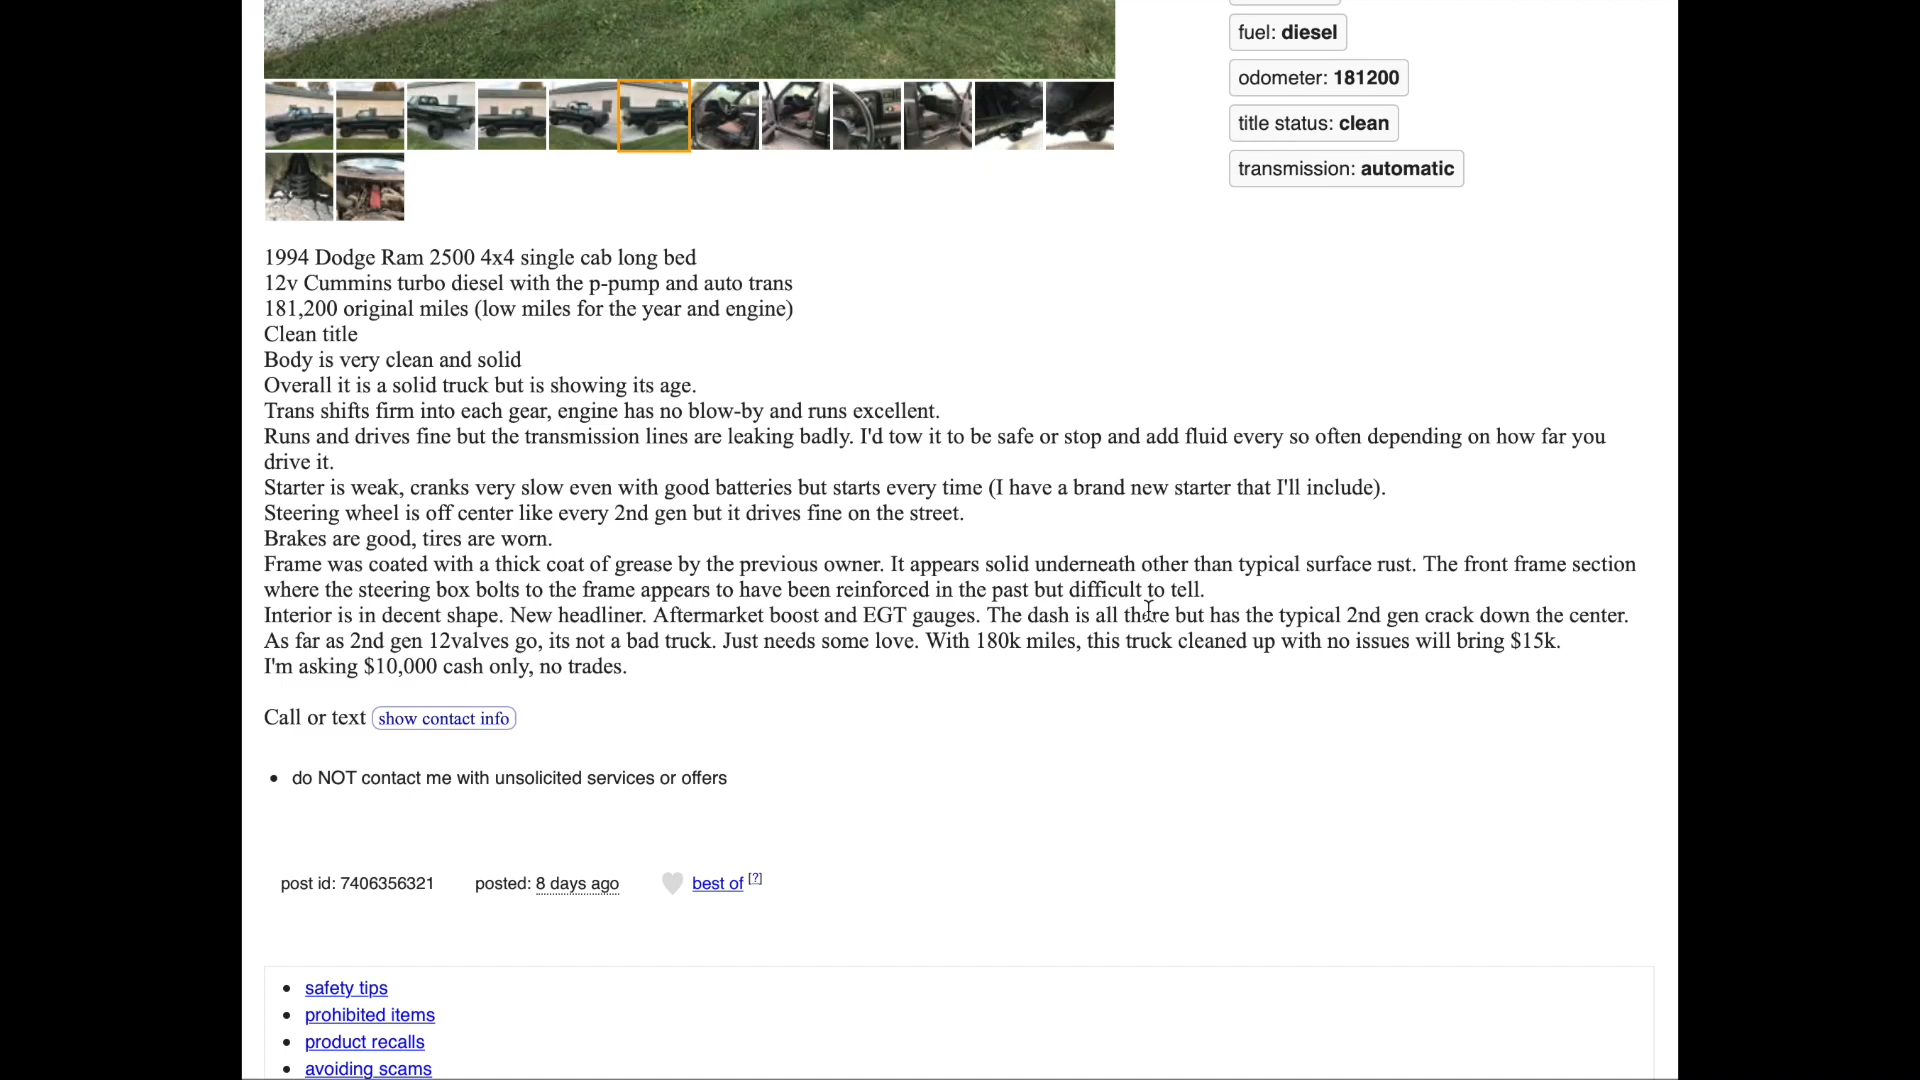 fuel: diesel
odometer: 181200
title status: clean
transmission: automatic
1994 Dodge Ram 2500 4x4 single cab long bed
12v Cummins turbo diesel with the p-pump and auto trans
181,200 original miles (low miles for the year and engine)
Clean title
Body is very clean and solid
Overall it is a solid truck but is showing its age.
Trans shifts firm into each gear, engine has no blow-by and runs excellent.
Runs and drives fine but the transmission lines are leaking badly. I'd tow it to be safe or stop and add fluid every so often depending on how far you
drive it.
Starter is weak, cranks very slow even with good batteries but starts every time (I have a brand new starter that I'll include).
Steering wheel is off center like every 2nd gen but it drives fine on the street.
Brakes are good, tires are worn.
Frame was coated with a thick coat of grease by the previous owner. It appears solid underneath other than typical surface rust. The front frame section
where the steering box bolts to the frame appears to have been reinforced in the past but difficult to tell.
Interior is in decent shape. New headliner. Aftermarket boost and EGT gauges. The dash is all there but has the typical 2nd gen crack down the center.
As far as 2nd gen 12valves go, its not a bad truck. Just needs some love. With 180k miles, this truck cleaned up with no issues will bring $15k.
I'm asking $10,000 cash only, no trades.
Call or text show contact info
• do NOT contact me with unsolicited services or offers
post id: 7406356321 posted: 8 days ago best of [?]
• safety tips
• prohibited items
• product recalls
• avoiding scams